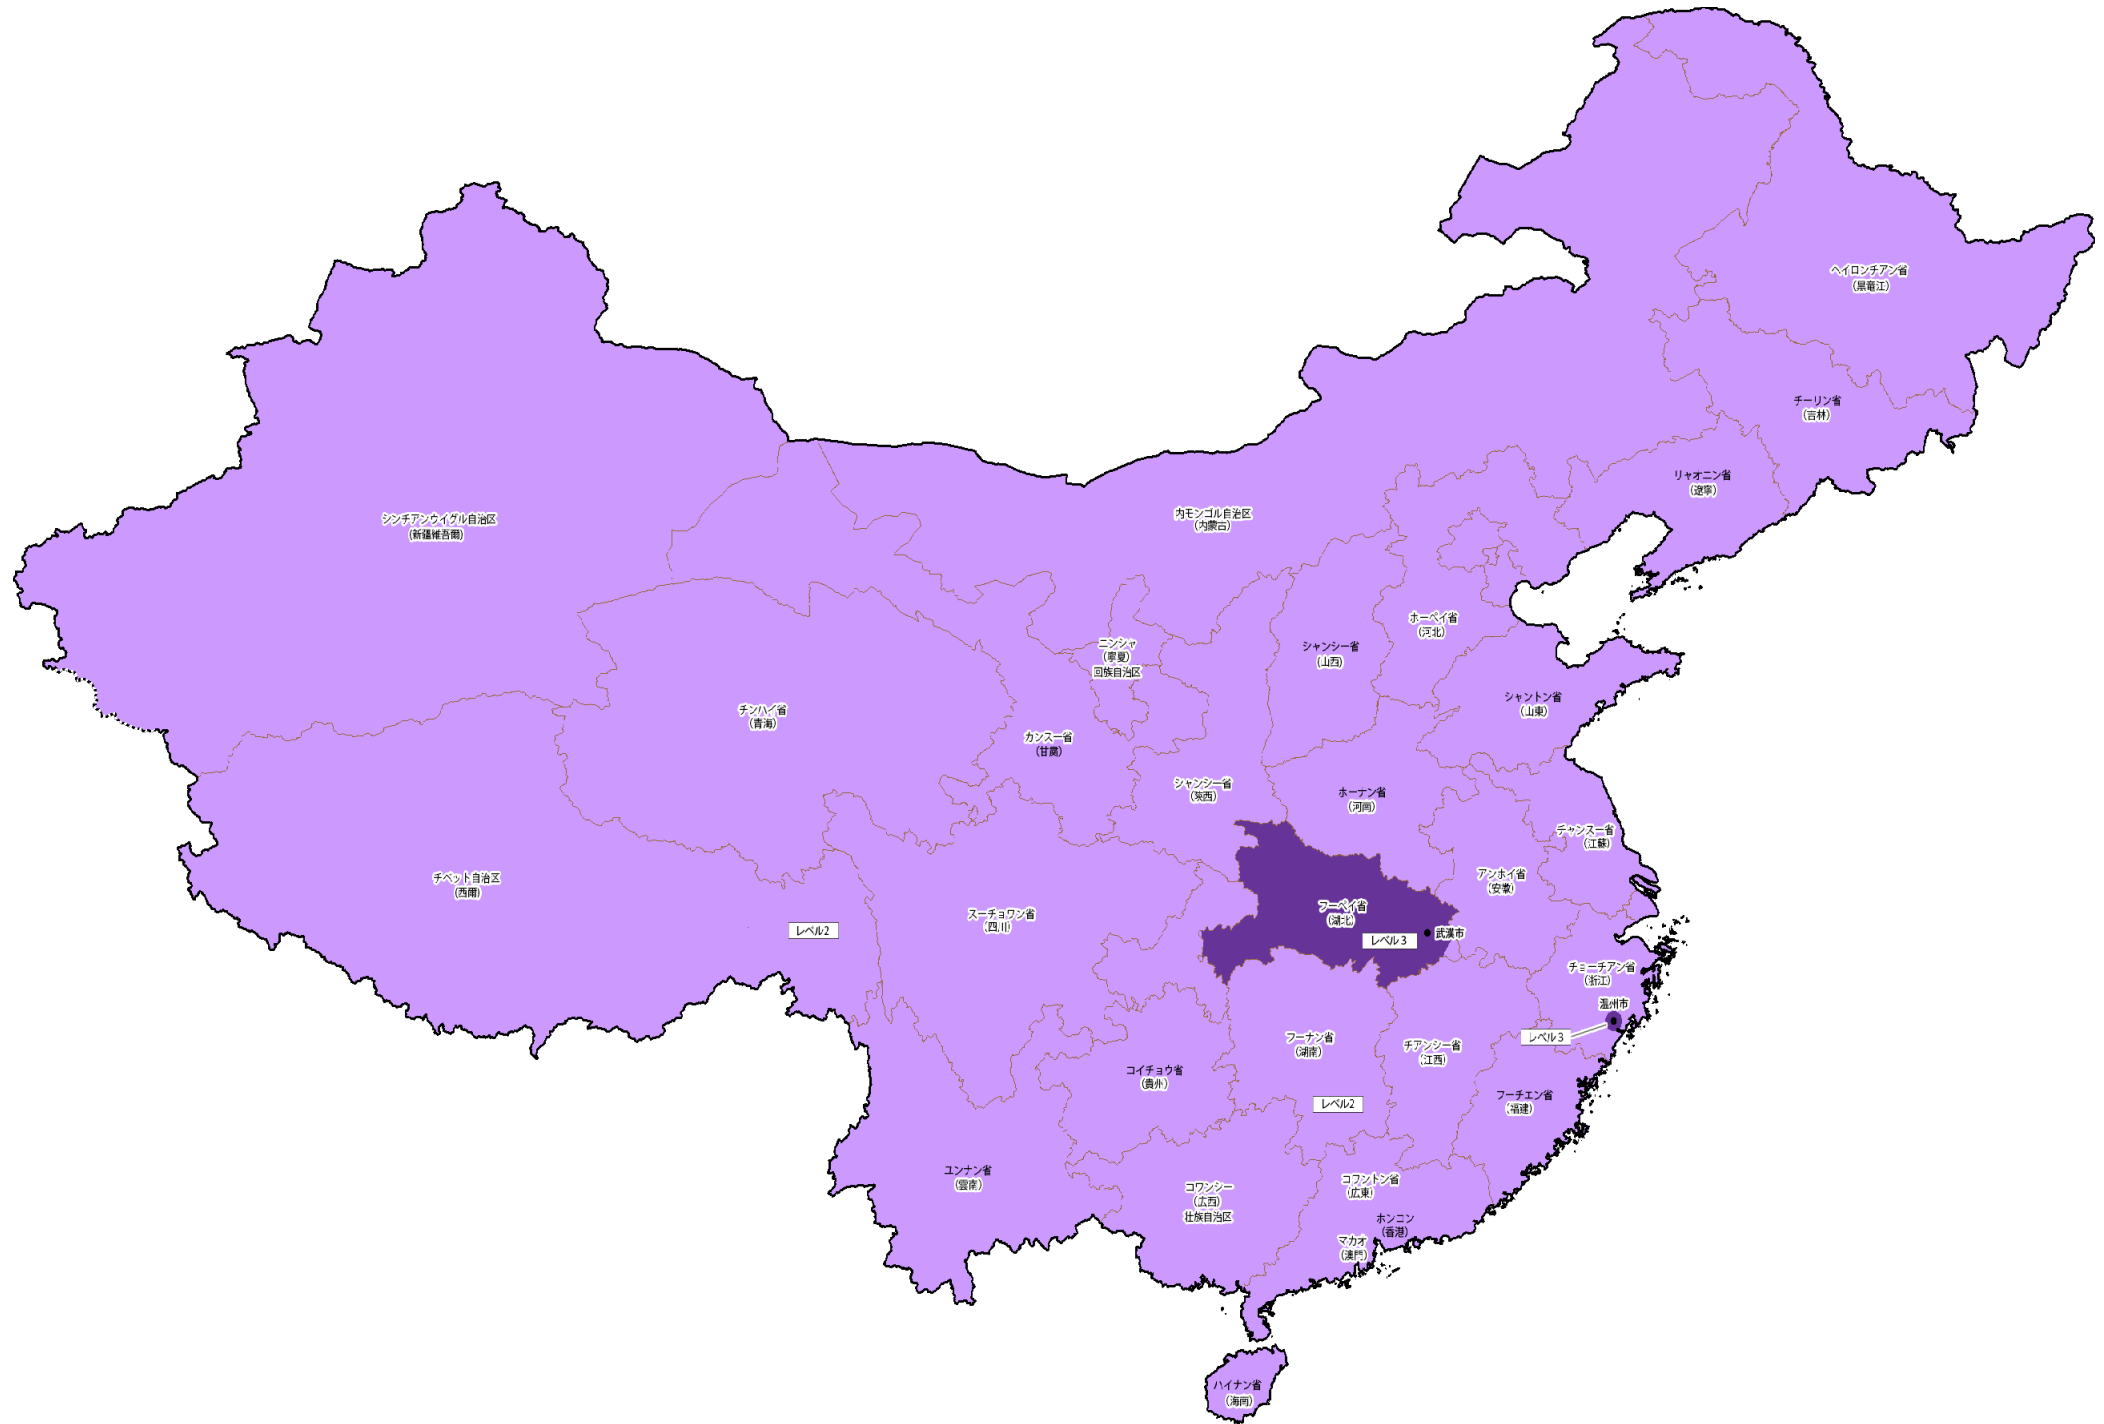 ヘイロンチアン省
(黒竜江)
チーリン省
(吉林)
リャオニン省
(遼寧)
内モンゴル自治区
(内蒙古)
シンチアンウイグル自治区
(新疆維吾爾)
ホーペイ省
(河北)
ニンシャ
(寧夏)
回族自治区
シャンシー省
(山西)
シャントン省
(山東)
チンハイ省
(青海)
カンスー省
(甘粛)
シャンシー省
(陝西)
ホーナン省
(河南)
チャンスー省
(江蘇)
アンホイ省
(安徽)
チベット自治区
(西爾)
スーチョワン省
(四川)
レベル2
フーペイ省
(湖北)
レベル3
武漢市
チョーチアン省
(浙江)
温州市
レベル3
フーナン省
(湖南)
チアンシー省
(江西)
コイチョウ省
(貴州)
フーチエン省
(福建)
レベル2
ユンナン省
(雲南)
コワンシー
(広西)
壮族自治区
コワントン省
(広東)
ホンコン
(香港)
マカオ
(澳門)
ハイナン省
(海南)